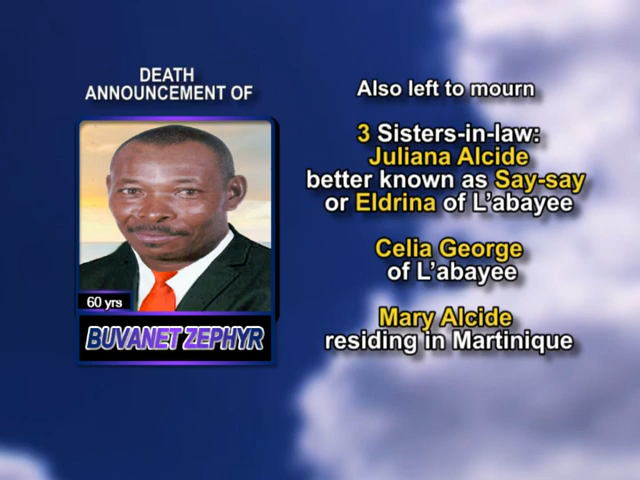 DEATH
ANNOUNCEMENT OF
60 yrs
BUVANET ZEPHYR
Also left to mourn
3 Sisters-in-law:
Juliana Alcide
better known as Say-say
or Eldrina of L'abayee
Celia George
of L'abayee
Mary Alcide
residing in Martinique